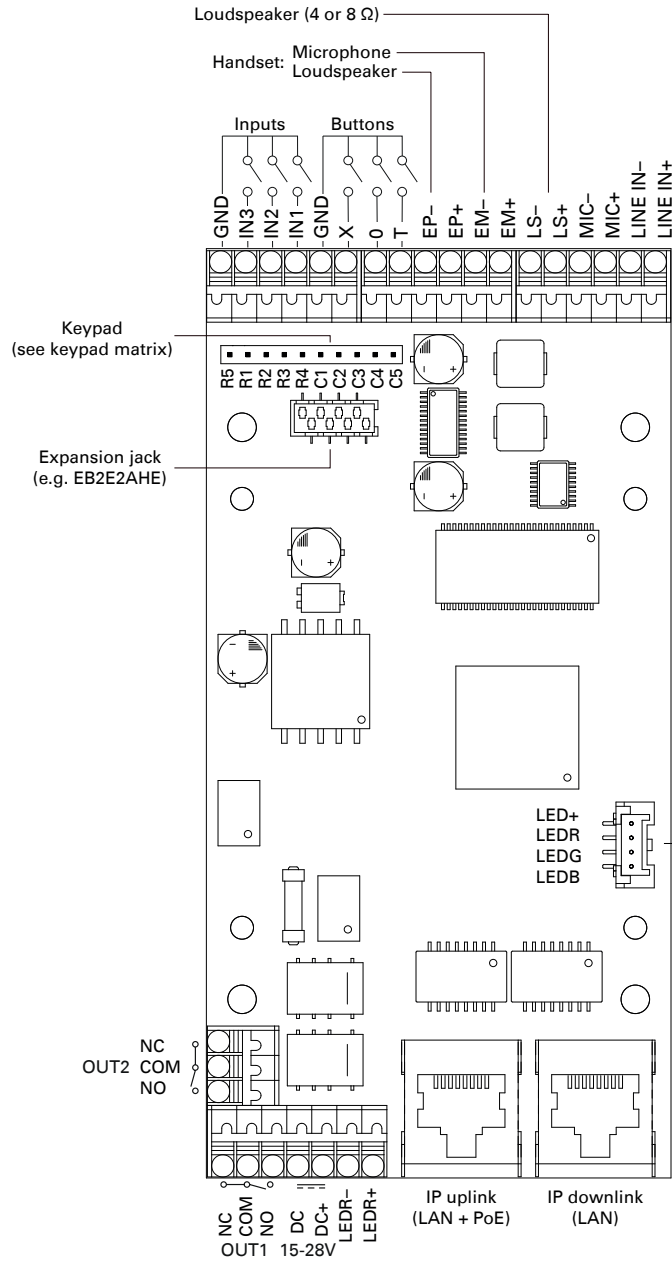 Loudspeaker (4 or 8 Ω)
Handset: Microphone
Loudspeaker
Inputs Buttons
GND IN3 IN2 IN1 GND X 0 T EP− EP+ EM− EM+ LS− LS+ MIC− MIC+ LINE IN− LINE IN+
Keypad
(see keypad matrix)
R5 R1 R2 R3 R4 C1 C2 C3 C4 C5
Expansion jack
(e.g. EB2E2AHE)
LED+
LEDR
LEDG
LEDB
NC
OUT2 COM
NO
NC COM NO DC DC+ LEDR− LEDR+
OUT1 15-28V
IP uplink
(LAN + PoE)
IP downlink
(LAN)